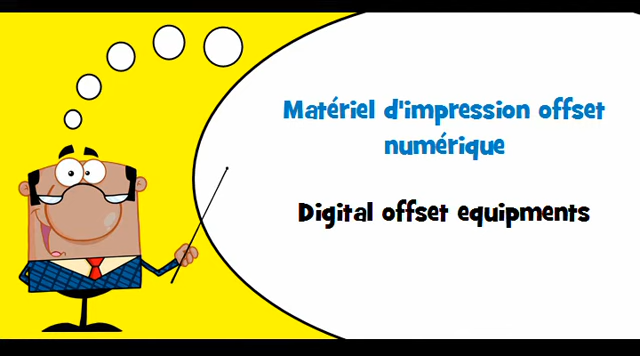 Matériel d'impression offset
numérique
Digital offset equipments